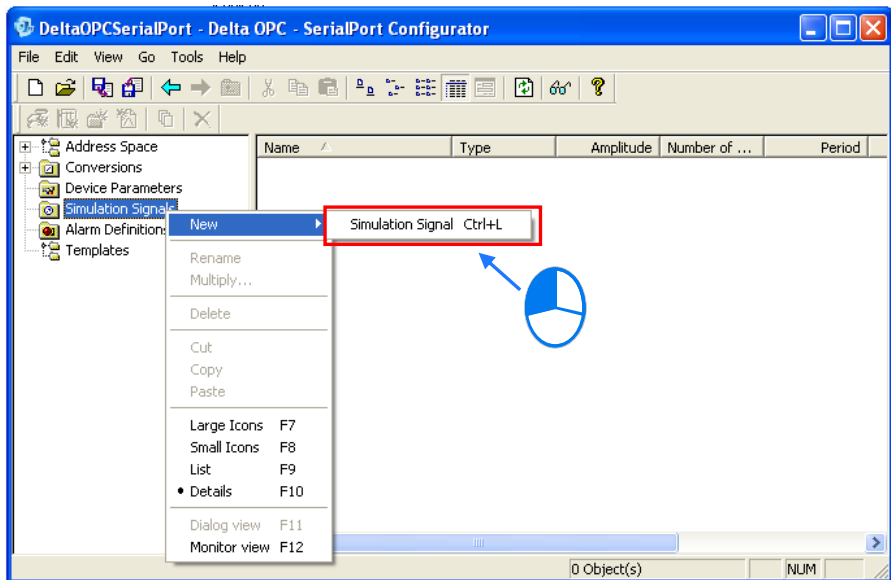 DeltaOPCSerialPort - Delta OPC - SerialPort Configurator
File Edit View Go Tools Help
Address Space
Conversions
Device Parameters
Simulation Signals
Alarm Definitions
Templates
Name Type Amplitude Number of ... Period
New
Simulation Signal Ctrl+L
Rename
Multiply...
Delete
Cut
Copy
Paste
Large Icons F7
Small Icons F8
List F9
Details F10
Dialog view F11
Monitor view F12
0 Object(s) NUM